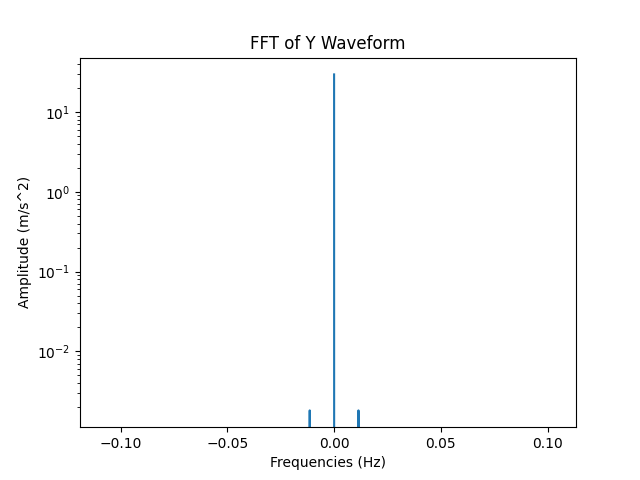 FFT of Y Waveform
Amplitude (m/s^2)
10^1
10^0
10^−1
10^−2
−0.10 −0.05 0.00 0.05 0.10
Frequencies (Hz)